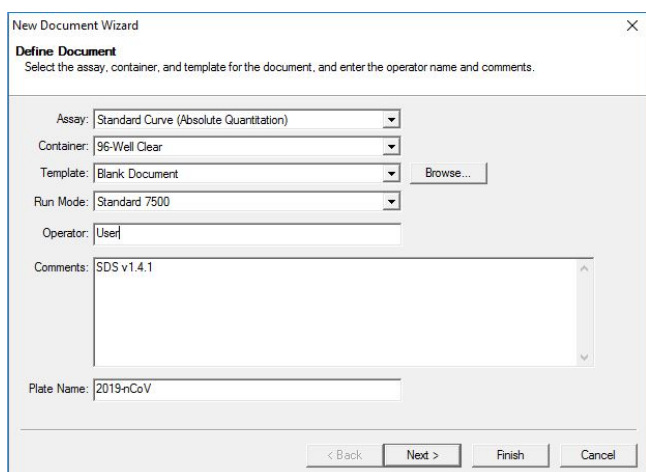 New Document Wizard
Define Document
Select the assay, container, and template for the document, and enter the operator name and comments.
Assay: Standard Curve (Absolute Quantitation)
Container: 96-Well Clear
Template: Blank Document Browse...
Run Mode: Standard 7500
Operator: User
Comments: SDS v1.4.1
Plate Name: 2019-nCoV
< Back Next > Finish Cancel